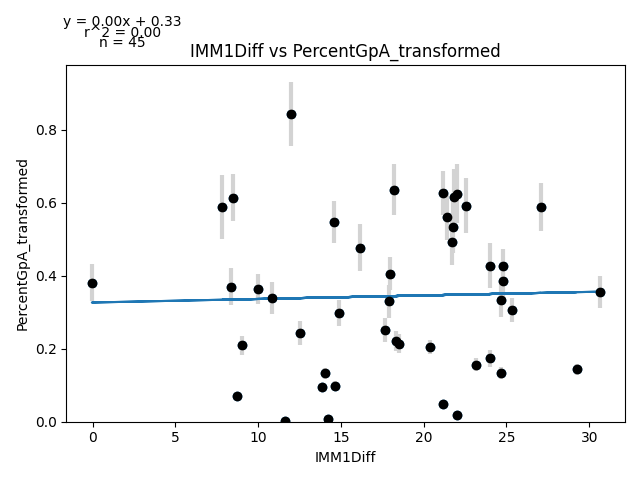 y = 0.00x + 0.33
r^2 = 0.00
n = 45
IMM1Diff vs PercentGpA_transformed
PercentGpA_transformed
0.8
0.6
0.4
0.2
0.0
0 5 10 15 20 25 30
IMM1Diff